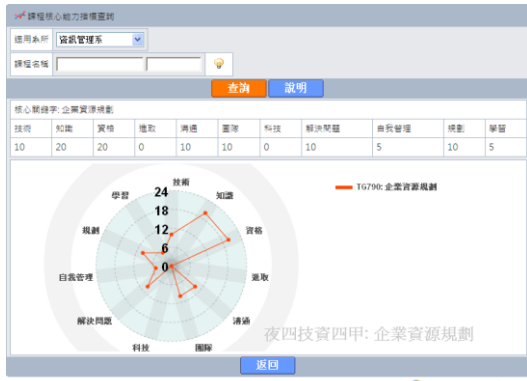 課程核心能力指標查詢
適用系所 資訊管理系
課程名稱
查詢 說明
核心關鍵字: 企業資源規劃
技術 知識 資格 進取 溝通 團隊 科技 解決問題 自我管理 規劃 學習
10 20 20 0 10 10 0 10 5 10 5
技術
知識
資格
進取
溝通
團隊
科技
解決問題
自我管理
規劃
學習
24
18
12
6
0
TG790: 企業資源規劃
夜四技資四甲: 企業資源規劃
返回